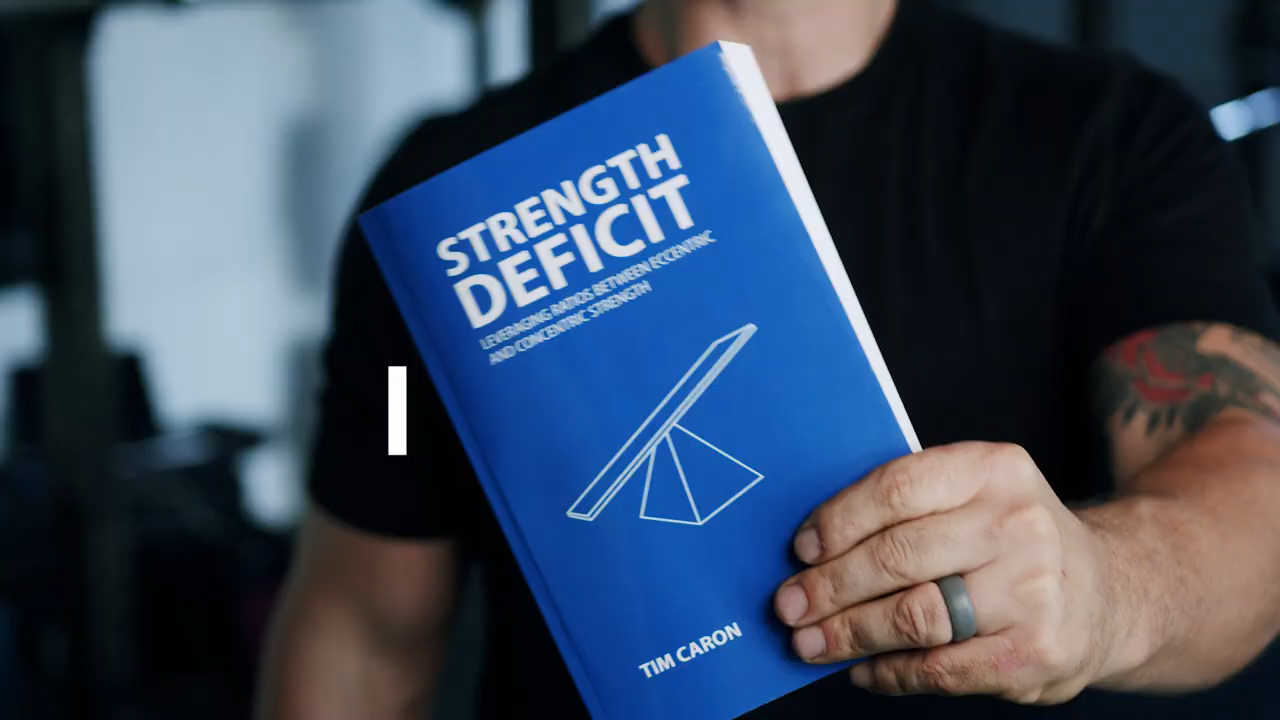 STRENGTH
DEFICIT
LEVERAGING RATIOS BETWEEN ECCENTRIC
AND CONCENTRIC STRENGTH
I
TIM CARON